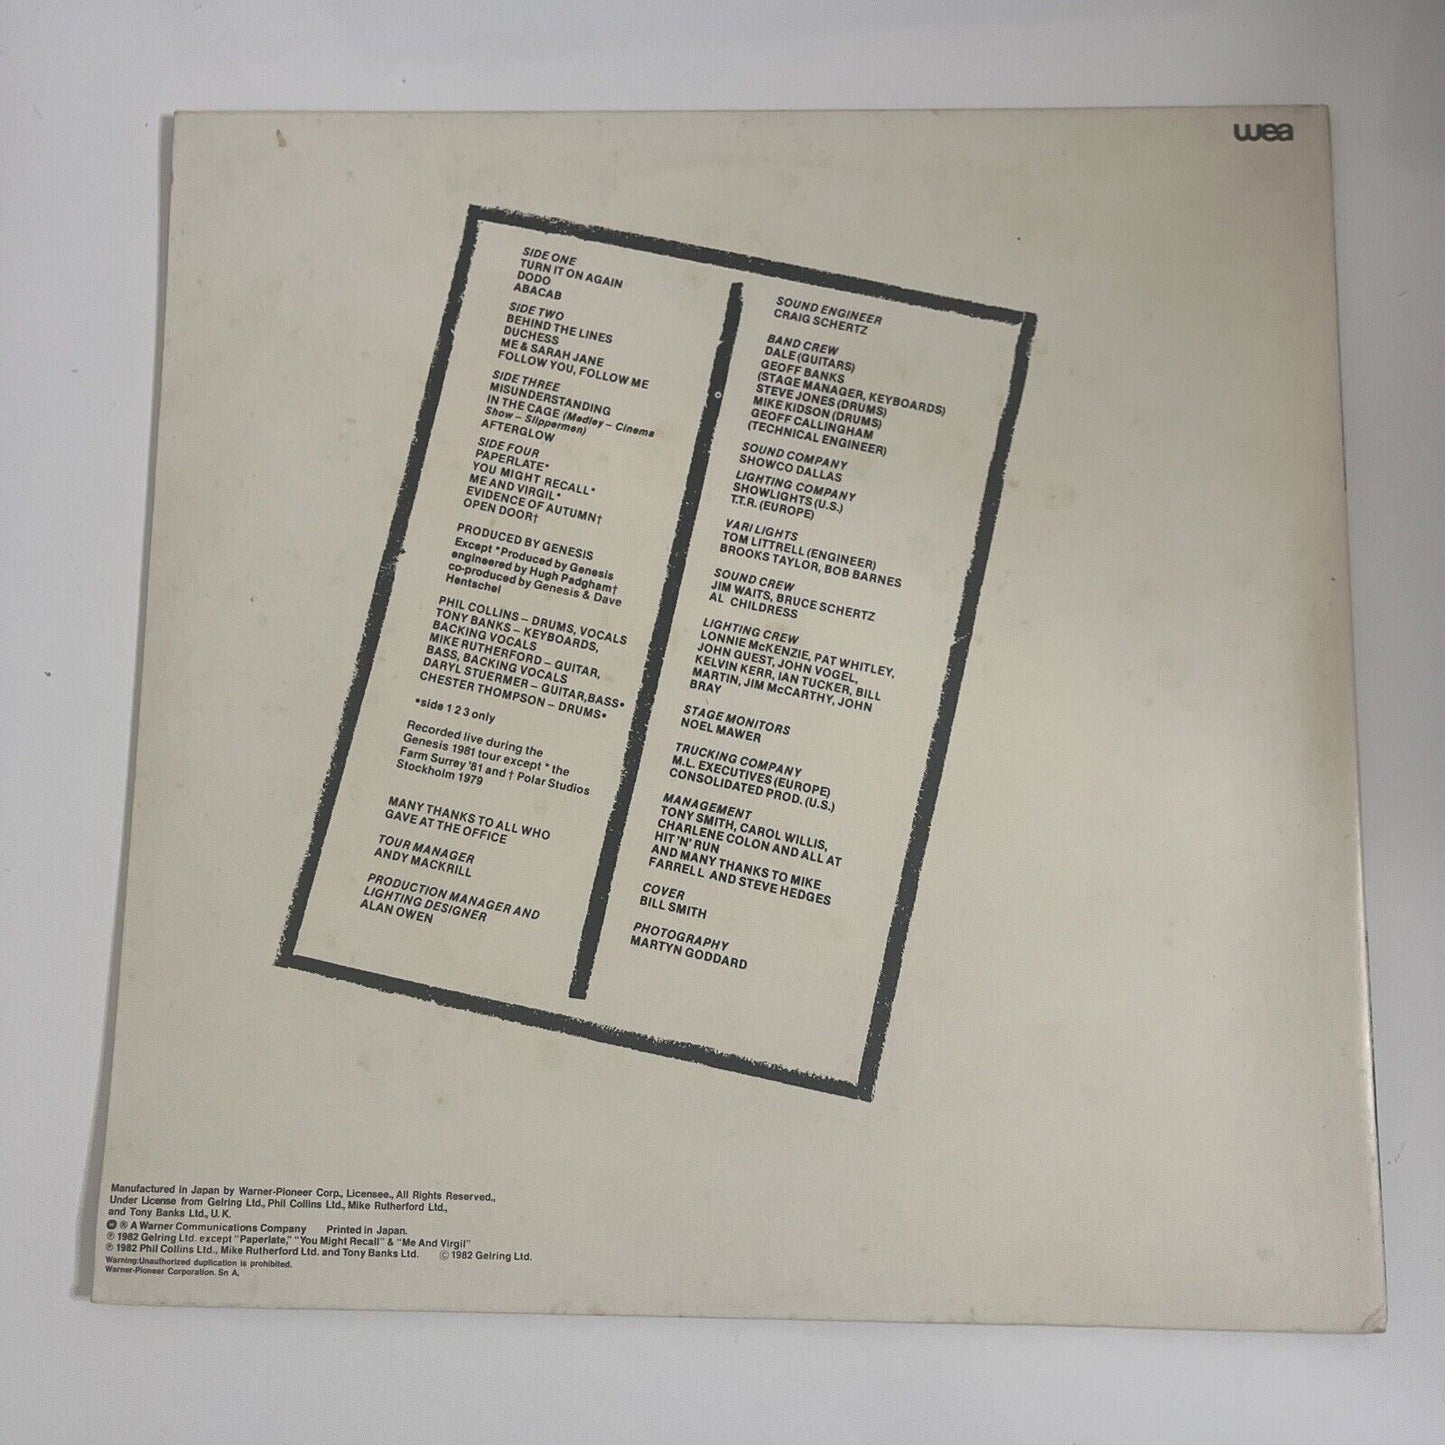 wea
SIDE ONE
TURN IT ON AGAIN
DODO
ABACAB
SIDE TWO
BEHIND THE LINES
DUCHESS
ME & SARAH JANE
FOLLOW YOU, FOLLOW ME
SIDE THREE
MISUNDERSTANDING
IN THE CAGE (Medley – Cinema
Show – Slippermen)
AFTERGLOW
SIDE FOUR
PAPERLATE*
YOU MIGHT RECALL*
ME AND VIRGIL*
EVIDENCE OF AUTUMN†
OPEN DOOR†
PRODUCED BY GENESIS
Except *Produced by Genesis
engineered by Hugh Padgham†
co-produced by Genesis & Dave
Hentschel
PHIL COLLINS – DRUMS, VOCALS
TONY BANKS – KEYBOARDS,
BACKING VOCALS
MIKE RUTHERFORD – GUITAR,
BASS, BACKING VOCALS
DARYL STUERMER – GUITAR,BASS•
CHESTER THOMPSON – DRUMS•
•side 1 2 3 only
Recorded live during the
Genesis 1981 tour except * the
Farm Surrey '81 and † Polar Studios
Stockholm 1979
MANY THANKS TO ALL WHO
GAVE AT THE OFFICE
TOUR MANAGER
ANDY MACKRILL
PRODUCTION MANAGER AND
LIGHTING DESIGNER
ALAN OWEN
SOUND ENGINEER
CRAIG SCHERTZ
BAND CREW
DALE (GUITARS)
GEOFF BANKS
(STAGE MANAGER, KEYBOARDS)
STEVE JONES (DRUMS)
MIKE KIDSON (DRUMS)
GEOFF CALLINGHAM
(TECHNICAL ENGINEER)
SOUND COMPANY
SHOWCO DALLAS
LIGHTING COMPANY
SHOWLIGHTS (U.S.)
T.T.R. (EUROPE)
VARI LIGHTS
TOM LITTRELL (ENGINEER)
BROOKS TAYLOR, BOB BARNES
SOUND CREW
JIM WAITS, BRUCE SCHERTZ
AL CHILDRESS
LIGHTING CREW
LONNIE McKENZIE, PAT WHITLEY,
JOHN GUEST, JOHN VOGEL,
KELVIN KERR, IAN TUCKER, BILL
MARTIN, JIM McCARTHY, JOHN
BRAY
STAGE MONITORS
NOEL MAWER
TRUCKING COMPANY
M.L. EXECUTIVES (EUROPE)
CONSOLIDATED PROD. (U.S.)
MANAGEMENT
TONY SMITH, CAROL WILLIS,
CHARLENE COLON AND ALL AT
HIT 'N' RUN
AND MANY THANKS TO MIKE
FARRELL AND STEVE HEDGES
COVER
BILL SMITH
PHOTOGRAPHY
MARTYN GODDARD
Manufactured in Japan by Warner-Pioneer Corp., Licensee., All Rights Reserved.,
Under License from Gelring Ltd., Phil Collins Ltd., Mike Rutherford Ltd.,
and Tony Banks Ltd., U.K.
® A Warner Communications Company Printed in Japan.
℗ 1982 Gelring Ltd. except "Paperlate," "You Might Recall" & "Me And Virgil"
℗ 1982 Phil Collins Ltd., Mike Rutherford Ltd. and Tony Banks Ltd. © 1982 Gelring Ltd.
Warning:Unauthorized duplication is prohibited.
Warner-Pioneer Corporation. Sn A,